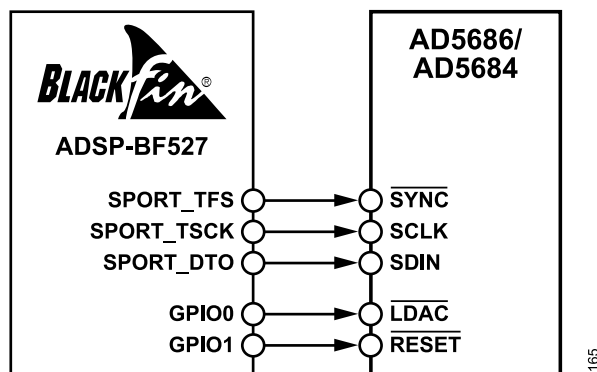 BLACKfin®
ADSP-BF527
SPORT_TFS
SPORT_TSCK
SPORT_DTO
GPIO0
GPIO1
AD5686/
AD5684
SYNC
SCLK
SDIN
LDAC
RESET
165